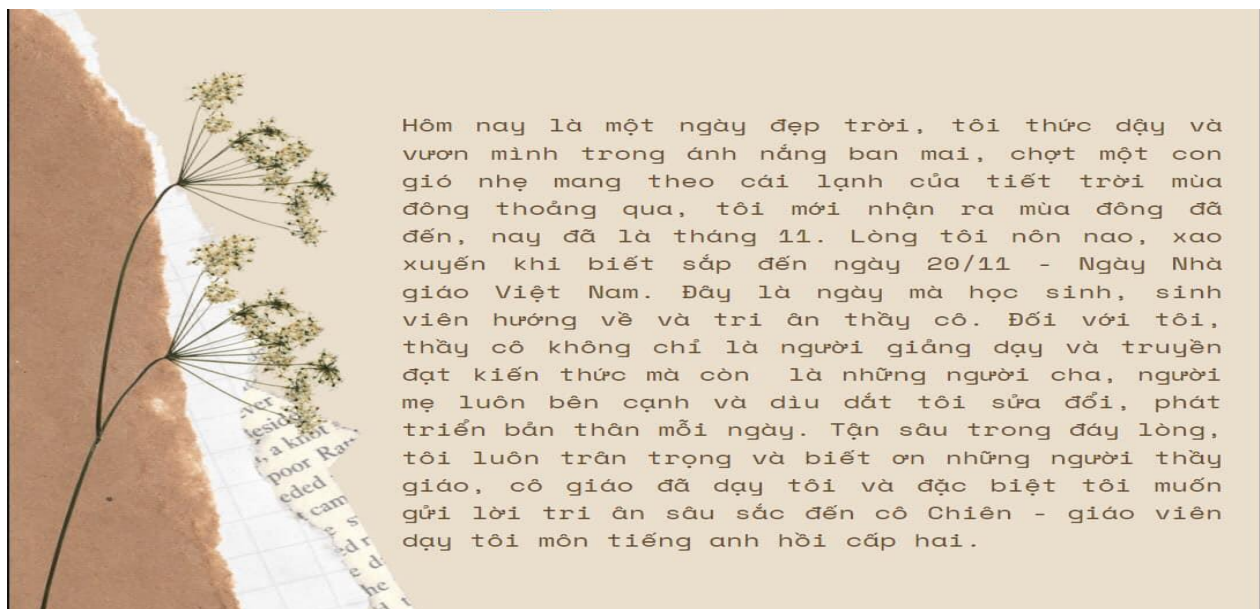 Hôm nay là một ngày đẹp trời, tôi thức dậy và
vươn mình trong ánh nắng ban mai, chợt một con
gió nhẹ mang theo cái lạnh của tiết trời mùa
đông thoảng qua, tôi mới nhận ra mùa đông đã
đến, nay đã là tháng 11. Lòng tôi nôn nao, xao
xuyến khi biết sắp đến ngày 20/11 - Ngày Nhà
giáo Việt Nam. Đây là ngày mà học sinh, sinh
viên hướng về và tri ân thầy cô. Đối với tôi,
thầy cô không chỉ là người giảng dạy và truyền
đạt kiến thức mà còn là những người cha, người
mẹ luôn bên cạnh và dìu dắt tôi sửa đổi, phát
triển bản thân mỗi ngày. Tận sâu trong đáy lòng,
tôi luôn trân trọng và biết ơn những người thầy
giáo, cô giáo đã dạy tôi và đặc biệt tôi muốn
gửi lời tri ân sâu sắc đến cô Chiên - giáo viên
dạy tôi môn tiếng anh hồi cấp hai.
, a knot
poor
eded
cam